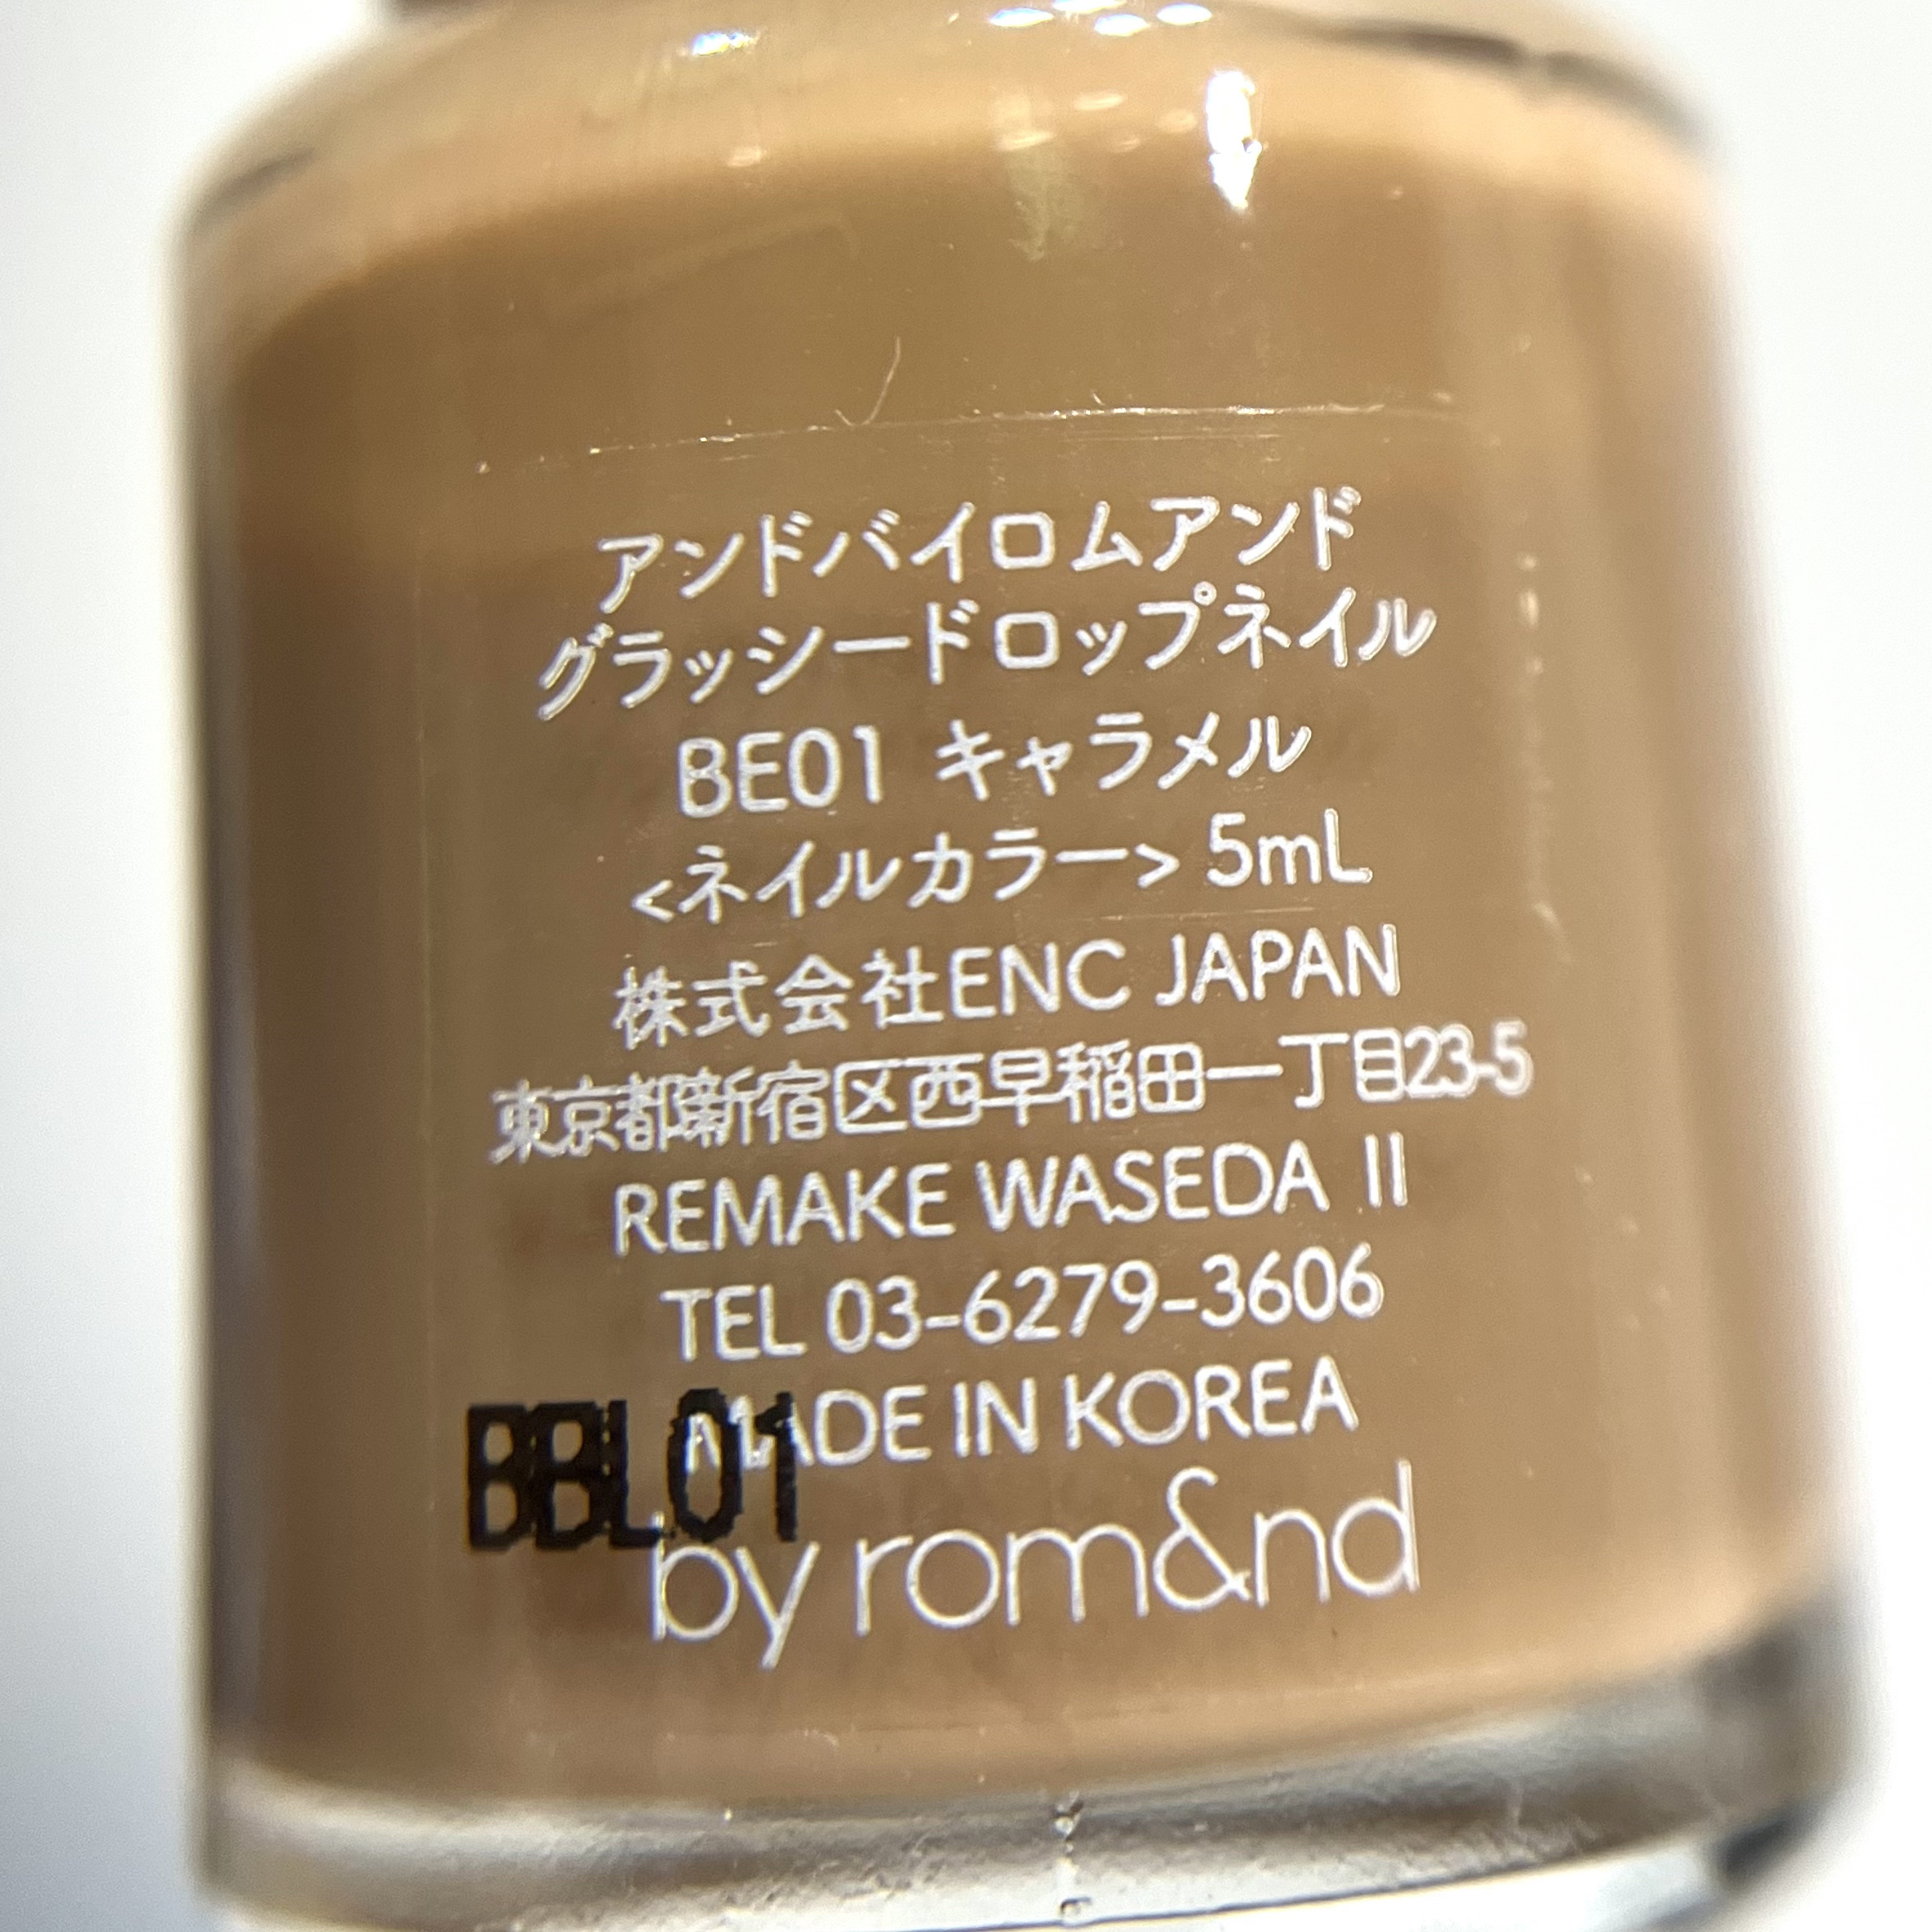 アンドバイロムアンド
グラッシードロップネイル
BE01 キャラメル
<ネイルカラー> 5mL
株式会社ENC JAPAN
東京都新宿区西早稲田一丁目23-5
REMAKE WASEDA II
TEL 03-6279-3606
MADE IN KOREA
BBL01
by rom&nd